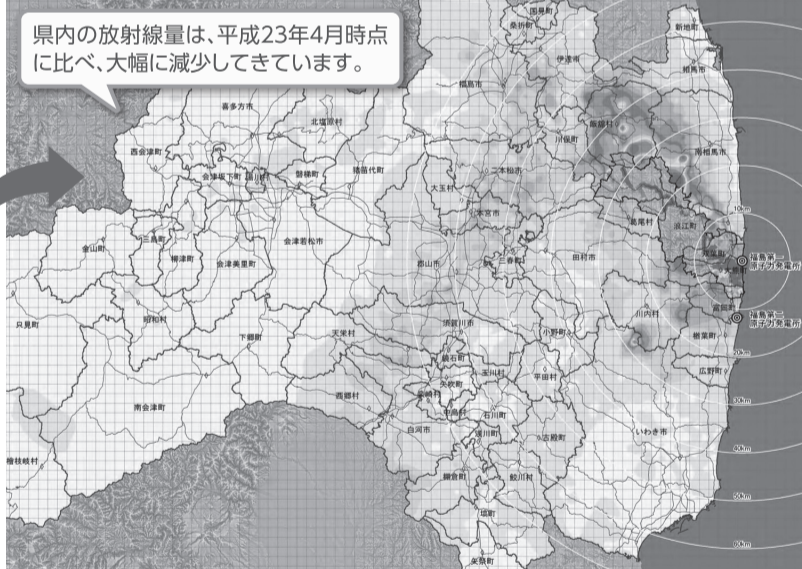 県内の放射線量は、平成23年4月時点
に比べ、大幅に減少してきています。
国見町
桑折町
新地町
伊達市
相馬市
福島市
喜多方市
北塩原村
飯舘村
川俣町
南相馬市
西会津町
会津坂下町
湯川村
磐梯町
猪苗代町
二本松市
大玉村
本宮市
葛尾村
浪江町
10km
金山町
三島町
柳津町
会津美里町
会津若松市
郡山市
三春町
田村市
双葉町
大熊町
福島第一
原子力発電所
富岡町
福島第二
原子力発電所
川内村
只見町
昭和村
下郷町
天栄村
須賀川市
小野町
楢葉町
20km
鏡石町
玉川村
平田村
広野町
矢吹町
西郷村
泉崎村
中島村
石川町
30km
南会津町
白河市
浅川町
古殿町
いわき市
40km
檜枝岐村
棚倉町
鮫川村
50km
塙町
60km
矢祭町